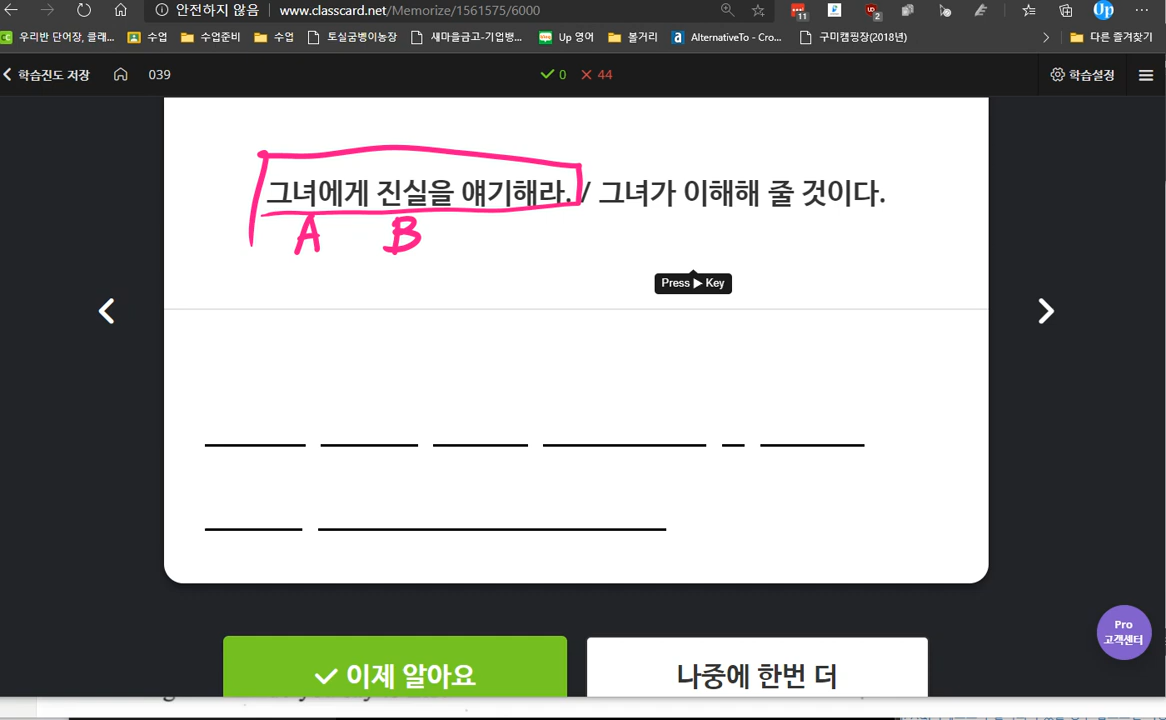 안전하지 않음 | www.classcard.net/Memorize/1561575/6000
11 2 Up
우리반 단어장, 클래... 수업 수업준비 수업 토실굼벵이농장 새마을금고-기업뱅... Up 영어 볼거리 AlternativeTo - Cro... 구미캠핑장(2018년) 다른 즐겨찾기
학습진도 저장 039 0 44 학습설정
그녀에게 진실을 얘기해라. / 그녀가 이해해 줄 것이다.
A B
Press ▶ Key
Pro
고객센터
이제 알아요 나중에 한번 더